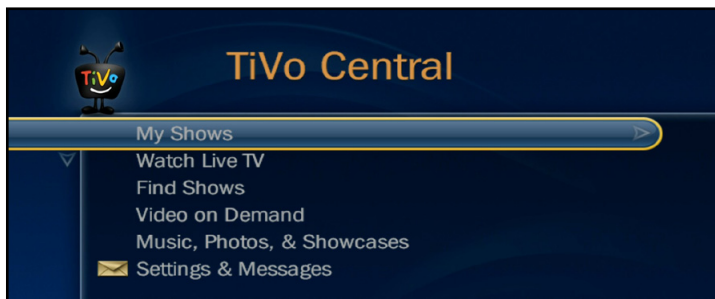 TiVo
TiVo Central
My Shows
Watch Live TV
Find Shows
Video on Demand
Music, Photos, & Showcases
Settings & Messages